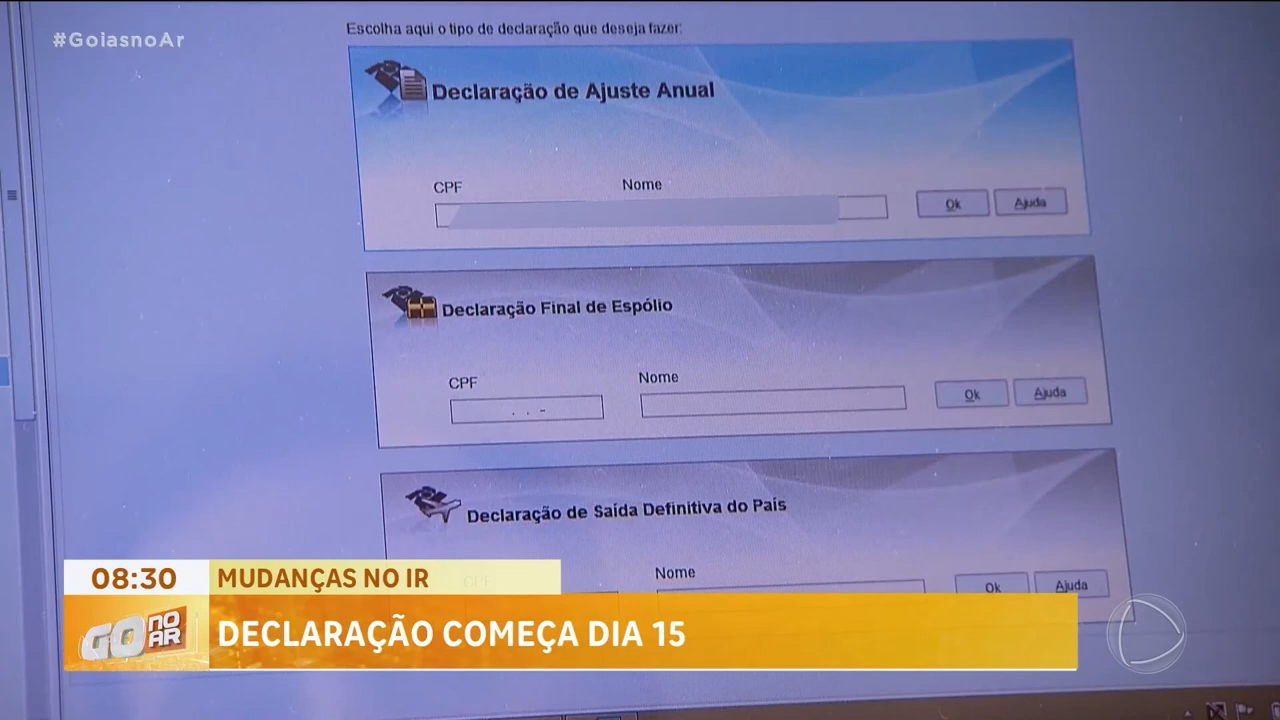 #GoiasnoAr
Escolha aqui o tipo de declaração que deseja fazer:
Declaração de Ajuste Anual
CPF Nome
Ok Ajuda
Declaração Final de Espólio
CPF Nome
. . - Ok Ajuda
Declaração de Saída Definitiva do País
CPF Nome
Ok Ajuda
08:30 MUDANÇAS NO IR
GO NO AR
DECLARAÇÃO COMEÇA DIA 15